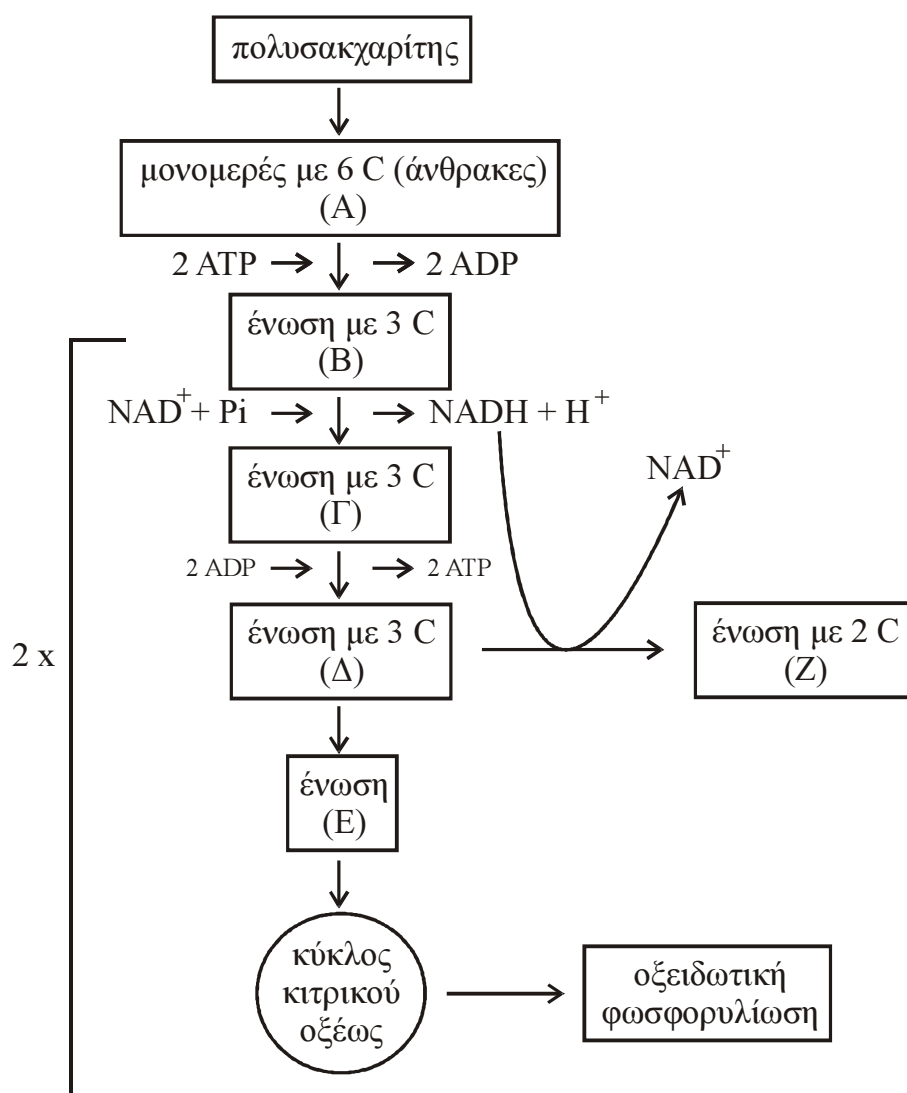 πολυσακχαρίτης
μονομερές με 6 C (άνθρακες)
(Α)
2 ATP 2 ADP
ένωση με 3 C
(Β)
NAD⁺ + Pi NADH + H⁺
ένωση με 3 C
(Γ)
NAD⁺
2 ADP 2 ATP
ένωση με 3 C
(Δ)
ένωση με 2 C
(Ζ)
2 x
ένωση
(Ε)
κύκλος
κιτρικού
οξέως
οξειδωτική
φωσφορυλίωση